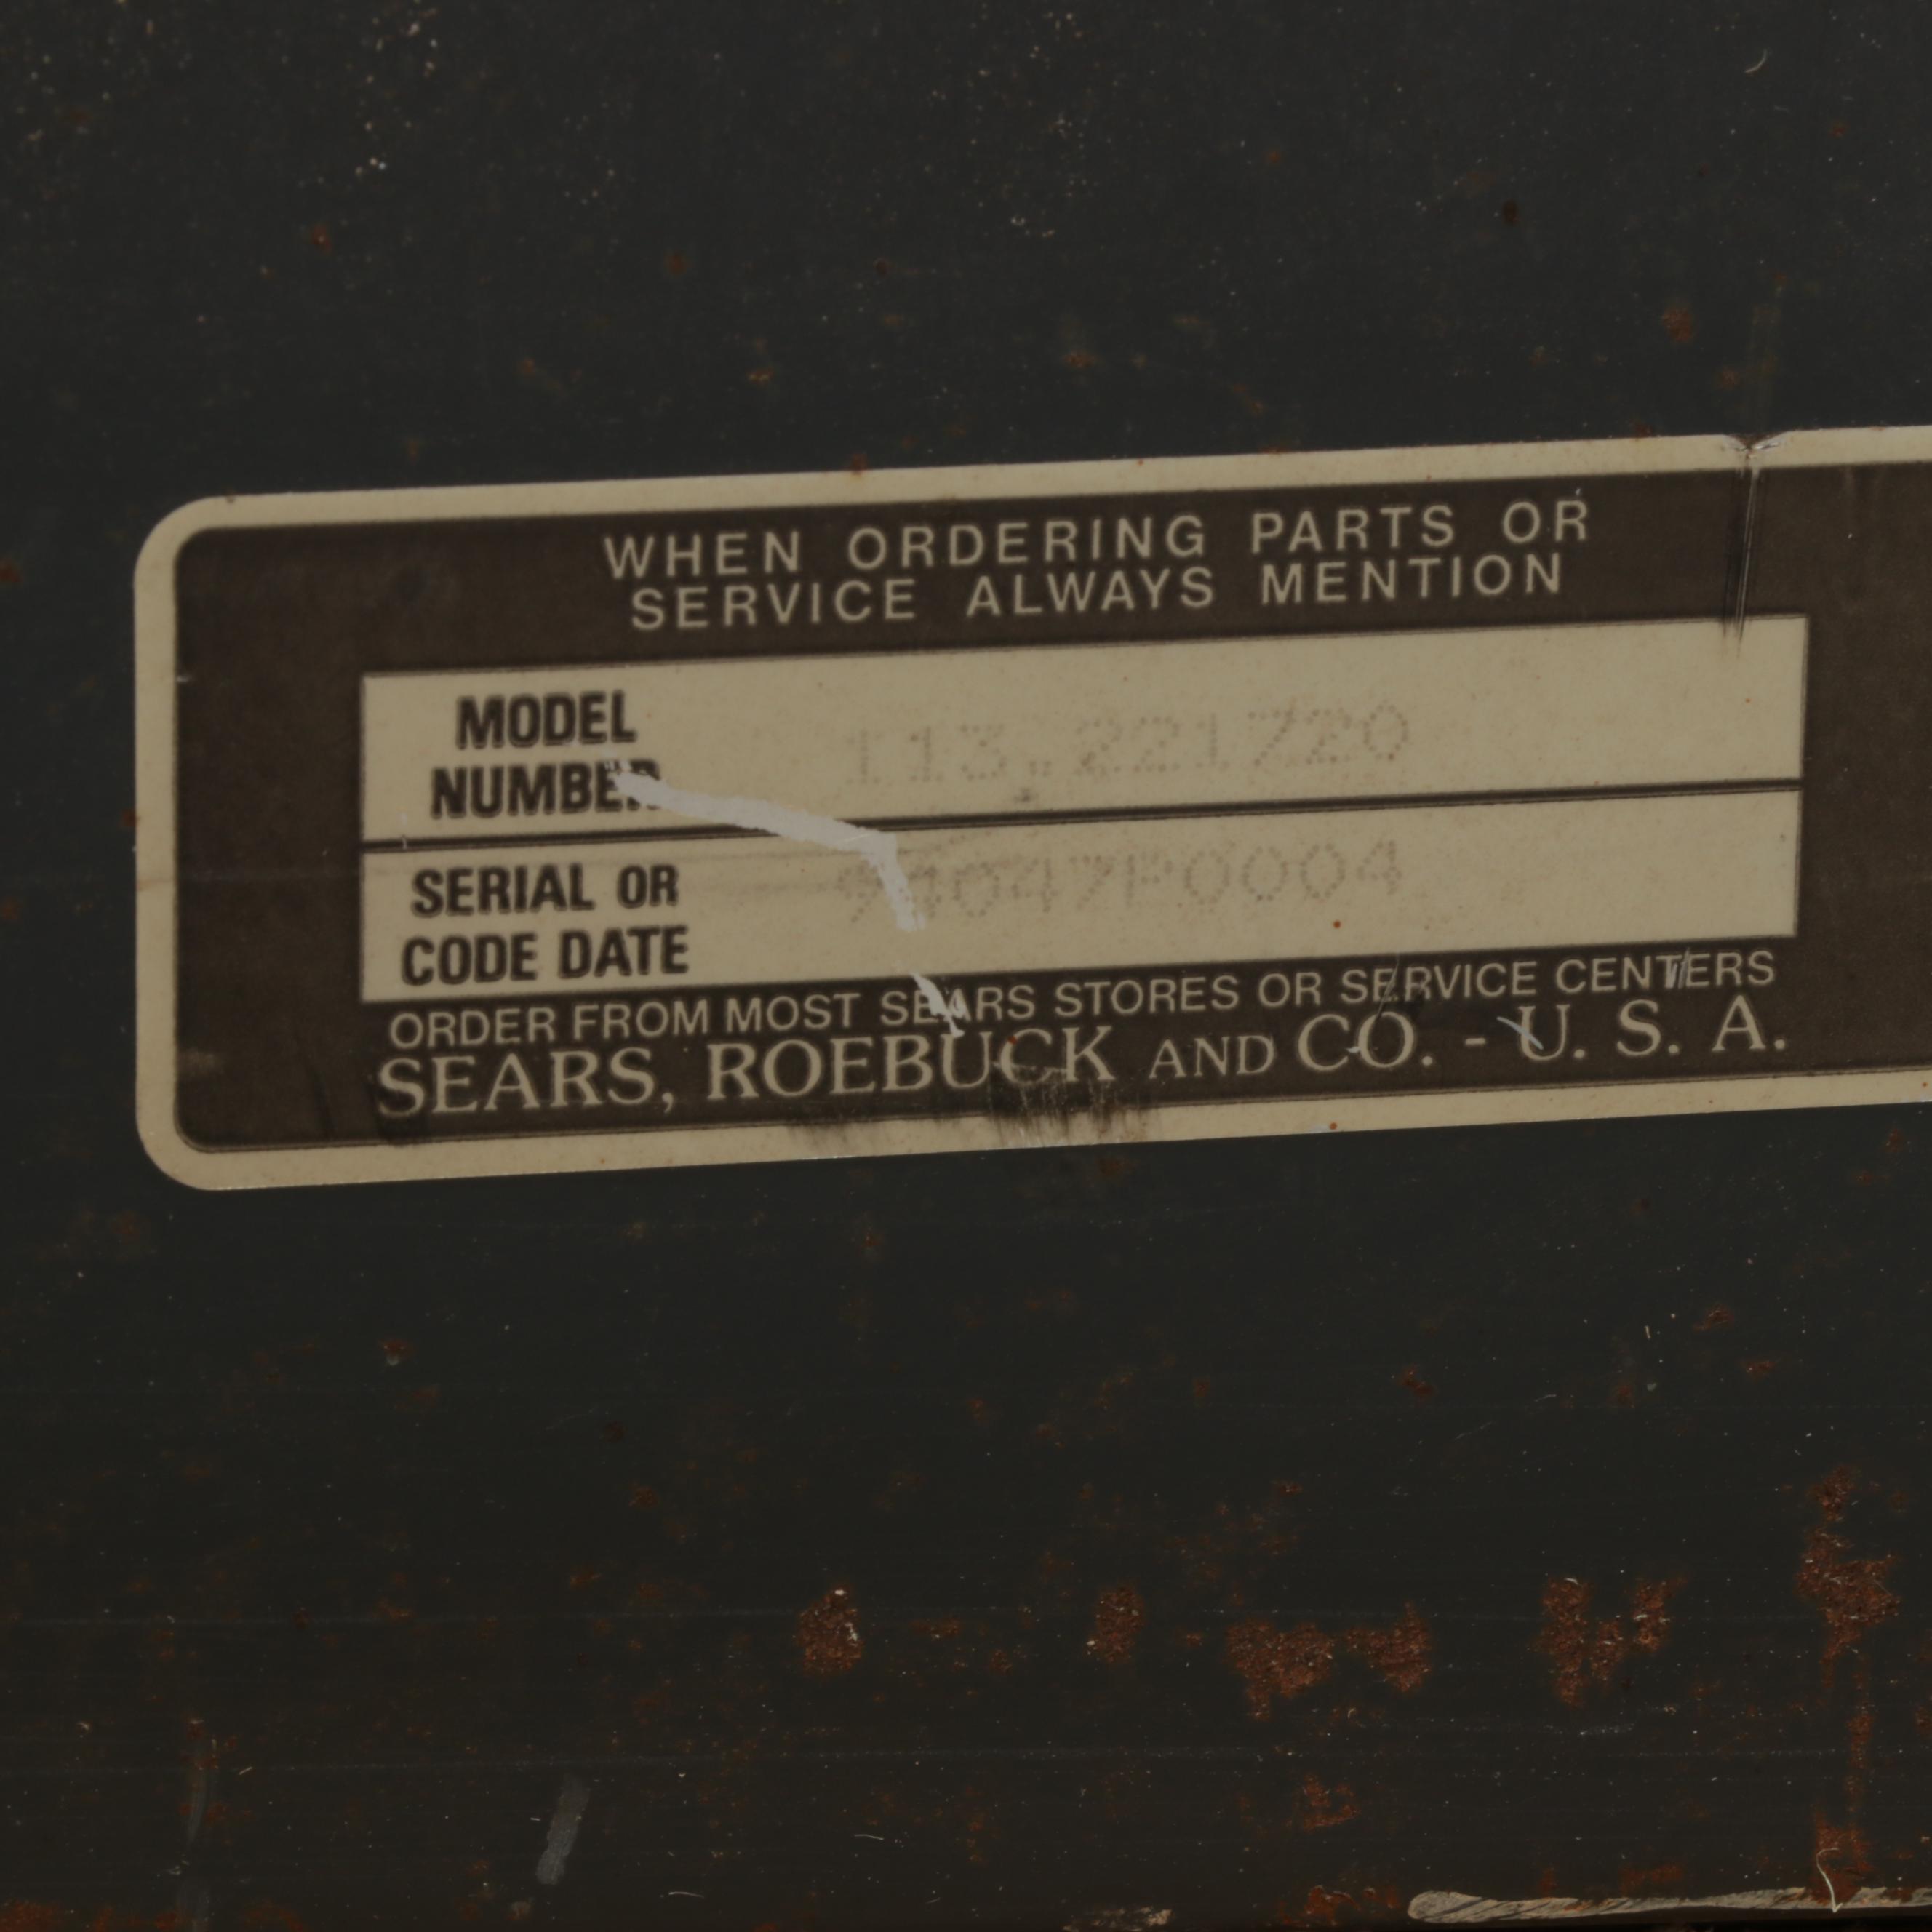 WHEN ORDERING PARTS OR
SERVICE ALWAYS MENTION
MODEL
NUMBER
113.221720
SERIAL OR
CODE DATE
ORDER FROM MOST SEARS STORES OR SERVICE CENTERS
SEARS, ROEBUCK AND CO. - U. S. A.